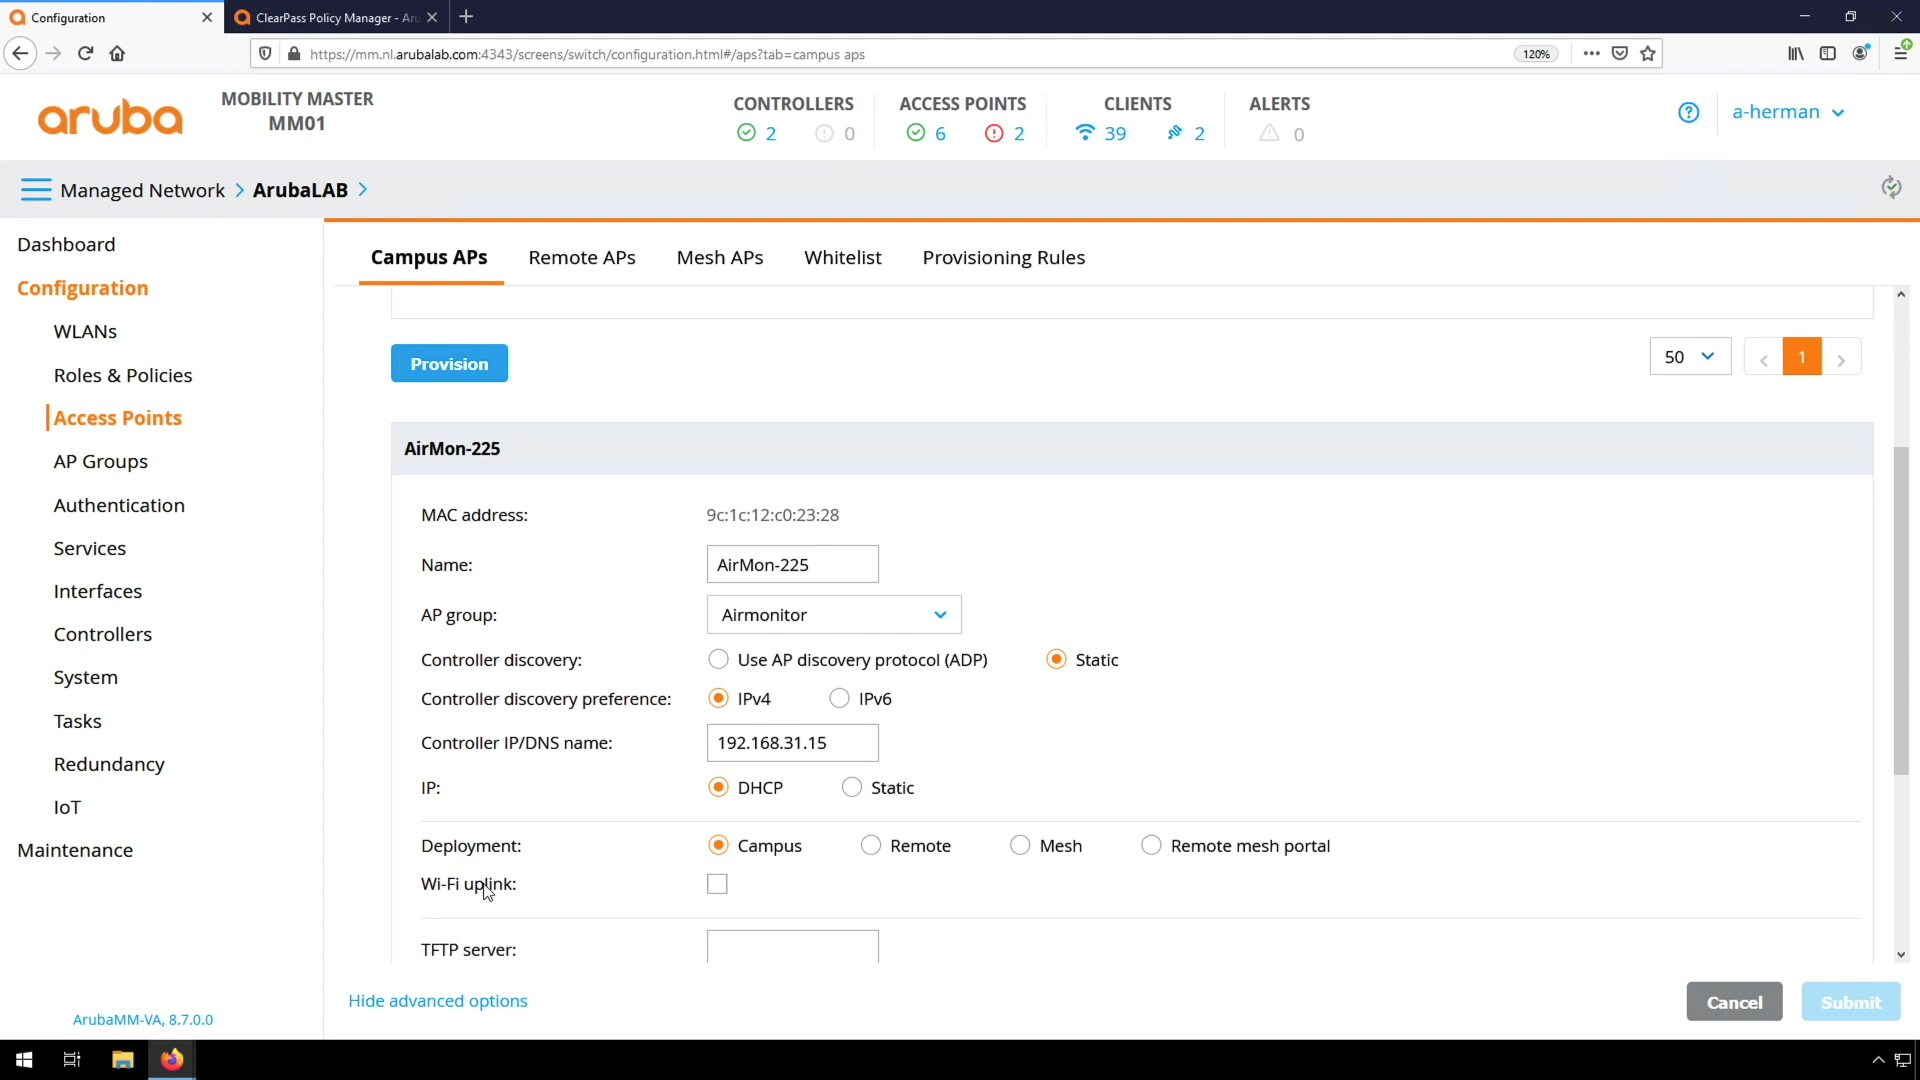 Configuration
ClearPass Policy Manager - Aru
https://mm.nl.arubalab.com:4343/screens/switch/configuration.html#/aps?tab=campus aps
120%
aruba
MOBILITY MASTER
MM01
CONTROLLERS
2 0
ACCESS POINTS
6 2
CLIENTS
39 2
ALERTS
0
a-herman
Managed Network > ArubaLAB >
Dashboard
Configuration
WLANs
Roles & Policies
Access Points
AP Groups
Authentication
Services
Interfaces
Controllers
System
Tasks
Redundancy
IoT
Maintenance
ArubaMM-VA, 8.7.0.0
Campus APs Remote APs Mesh APs Whitelist Provisioning Rules
Provision
50 < 1 >
AirMon-225
MAC address: 9c:1c:12:c0:23:28
Name: AirMon-225
AP group: Airmonitor
Controller discovery: Use AP discovery protocol (ADP) Static
Controller discovery preference: IPv4 IPv6
Controller IP/DNS name: 192.168.31.15
IP: DHCP Static
Deployment: Campus Remote Mesh Remote mesh portal
Wi-Fi uplink:
TFTP server:
Hide advanced options
Cancel Submit